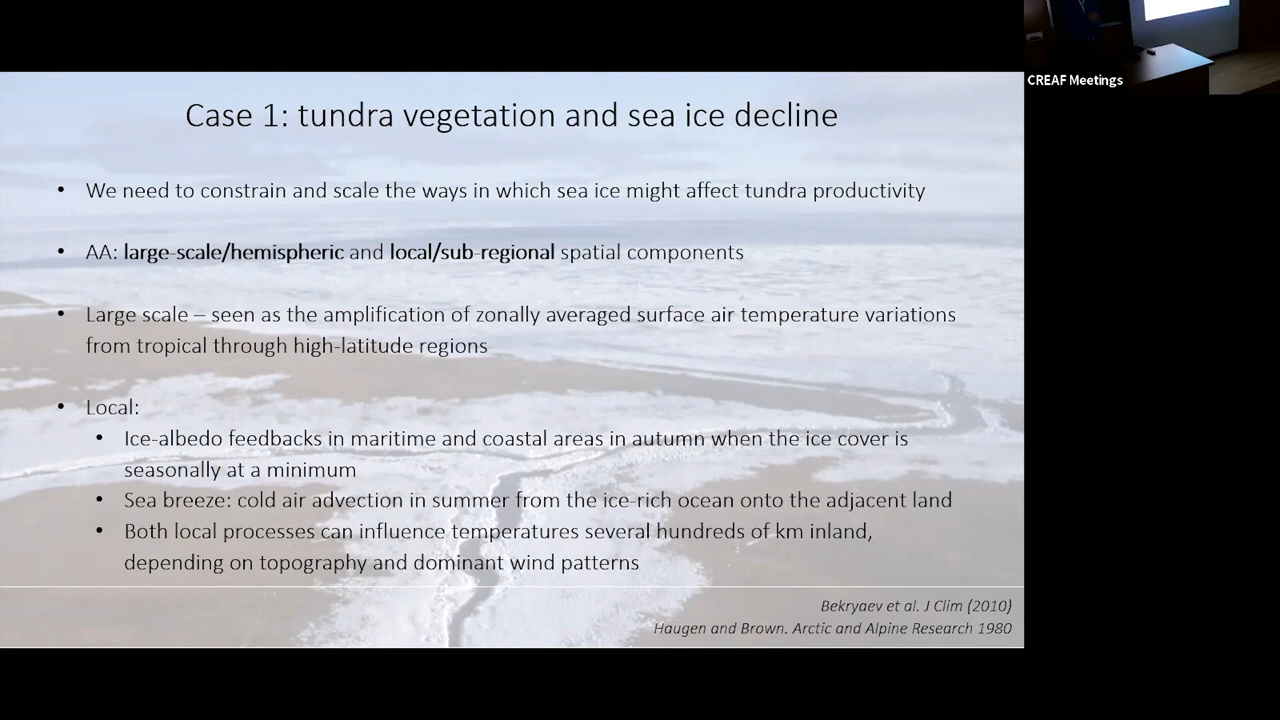 Case 1: tundra vegetation and sea ice decline
• We need to constrain and scale the ways in which sea ice might affect tundra productivity
• AA: large-scale/hemispheric and local/sub-regional spatial components
• Large scale – seen as the amplification of zonally averaged surface air temperature variations
from tropical through high-latitude regions
• Local:
• Ice-albedo feedbacks in maritime and coastal areas in autumn when the ice cover is
seasonally at a minimum
• Sea breeze: cold air advection in summer from the ice-rich ocean onto the adjacent land
• Both local processes can influence temperatures several hundreds of km inland,
depending on topography and dominant wind patterns
Bekryaev et al. J Clim (2010)
Haugen and Brown. Arctic and Alpine Research 1980
CREAF Meetings